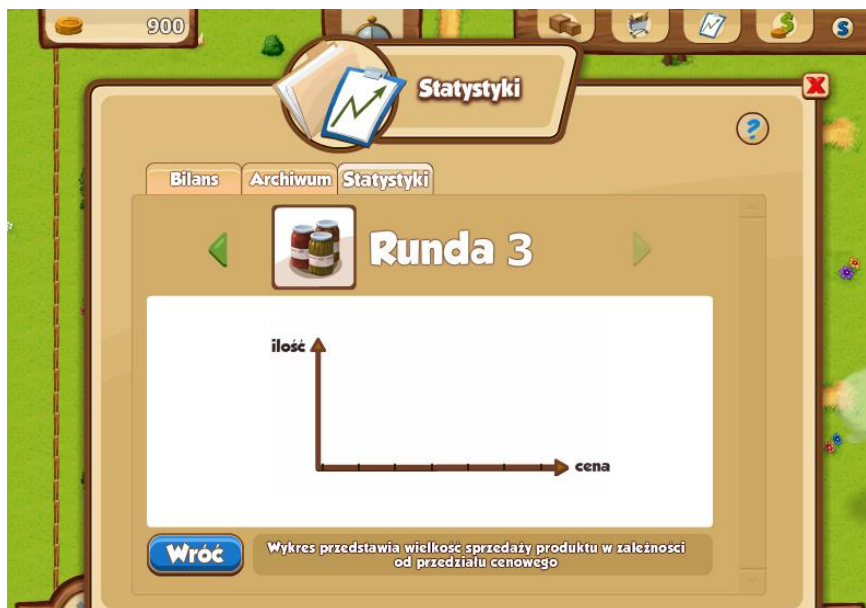 900
S
Statystyki
?
Bilans Archiwum Statystyki
Runda 3
ilość
cena
Wróć
Wykres przedstawia wielkość sprzedaży produktu w zależności
od przedziału cenowego